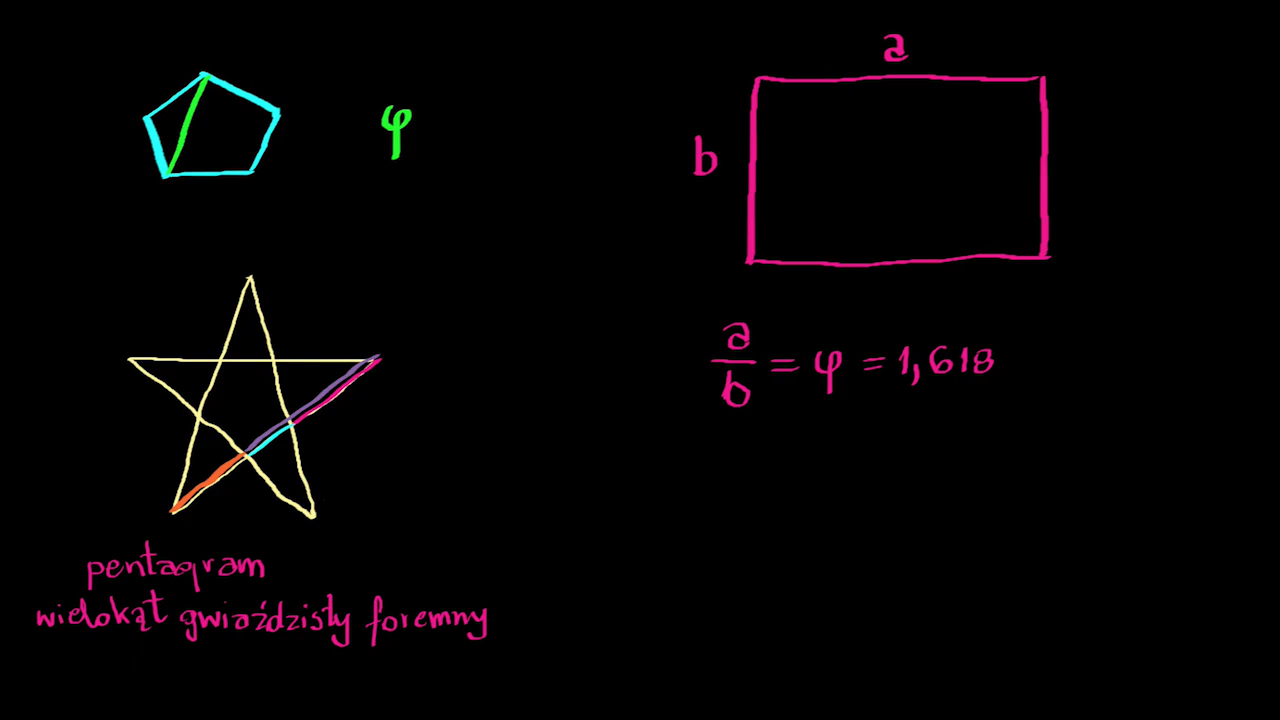 φ
a
b
a/b = φ = 1,618
pentagram
wielokąt gwiaździsty foremny